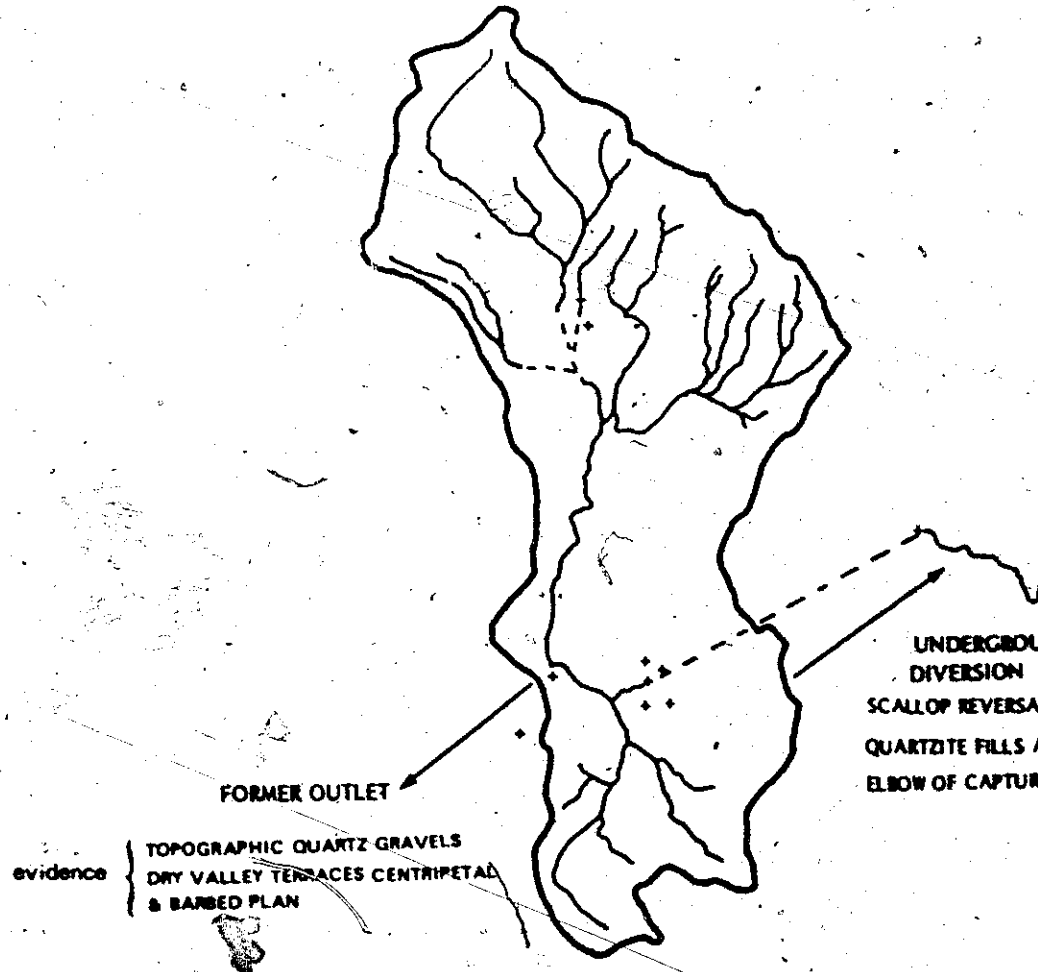 UNDERGROU
DIVERSION
SCALLOP REVERSA
QUARTZITE FILLS A
ELBOW OF CAPTUR
FORMER OUTLET
evidence
TOPOGRAPHIC QUARTZ GRAVELS
DRY VALLEY TERRACES CENTRIPETAL
& BARBED PLAN